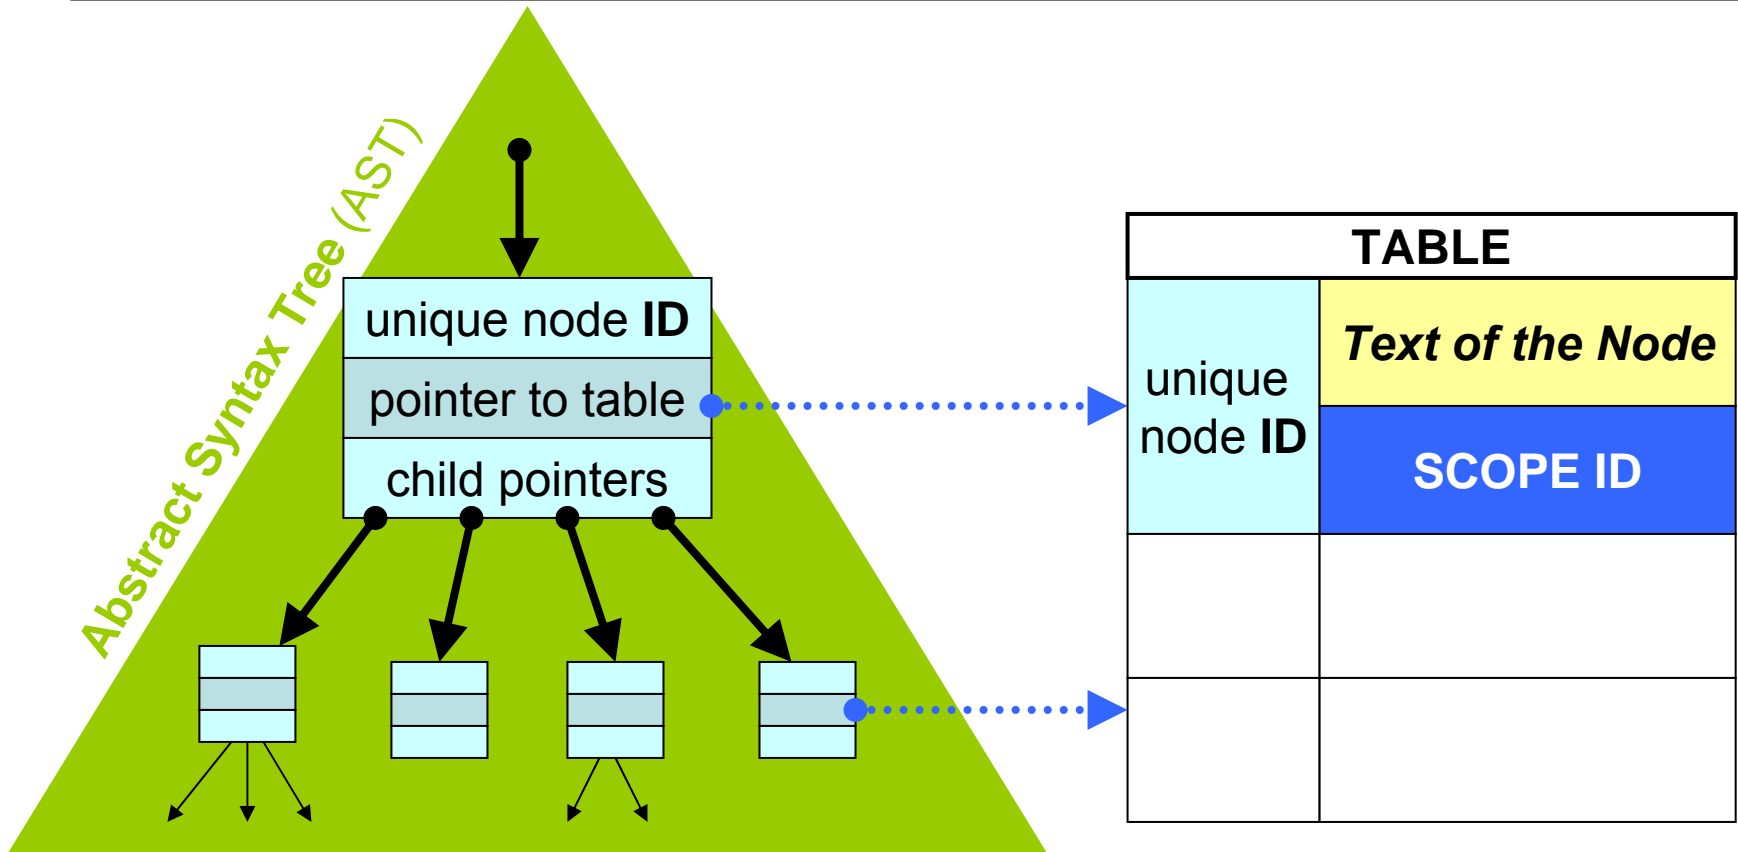 Abstract Syntax Tree (AST)
unique node ID
pointer to table
child pointers
TABLE
unique
node ID
Text of the Node
SCOPE ID